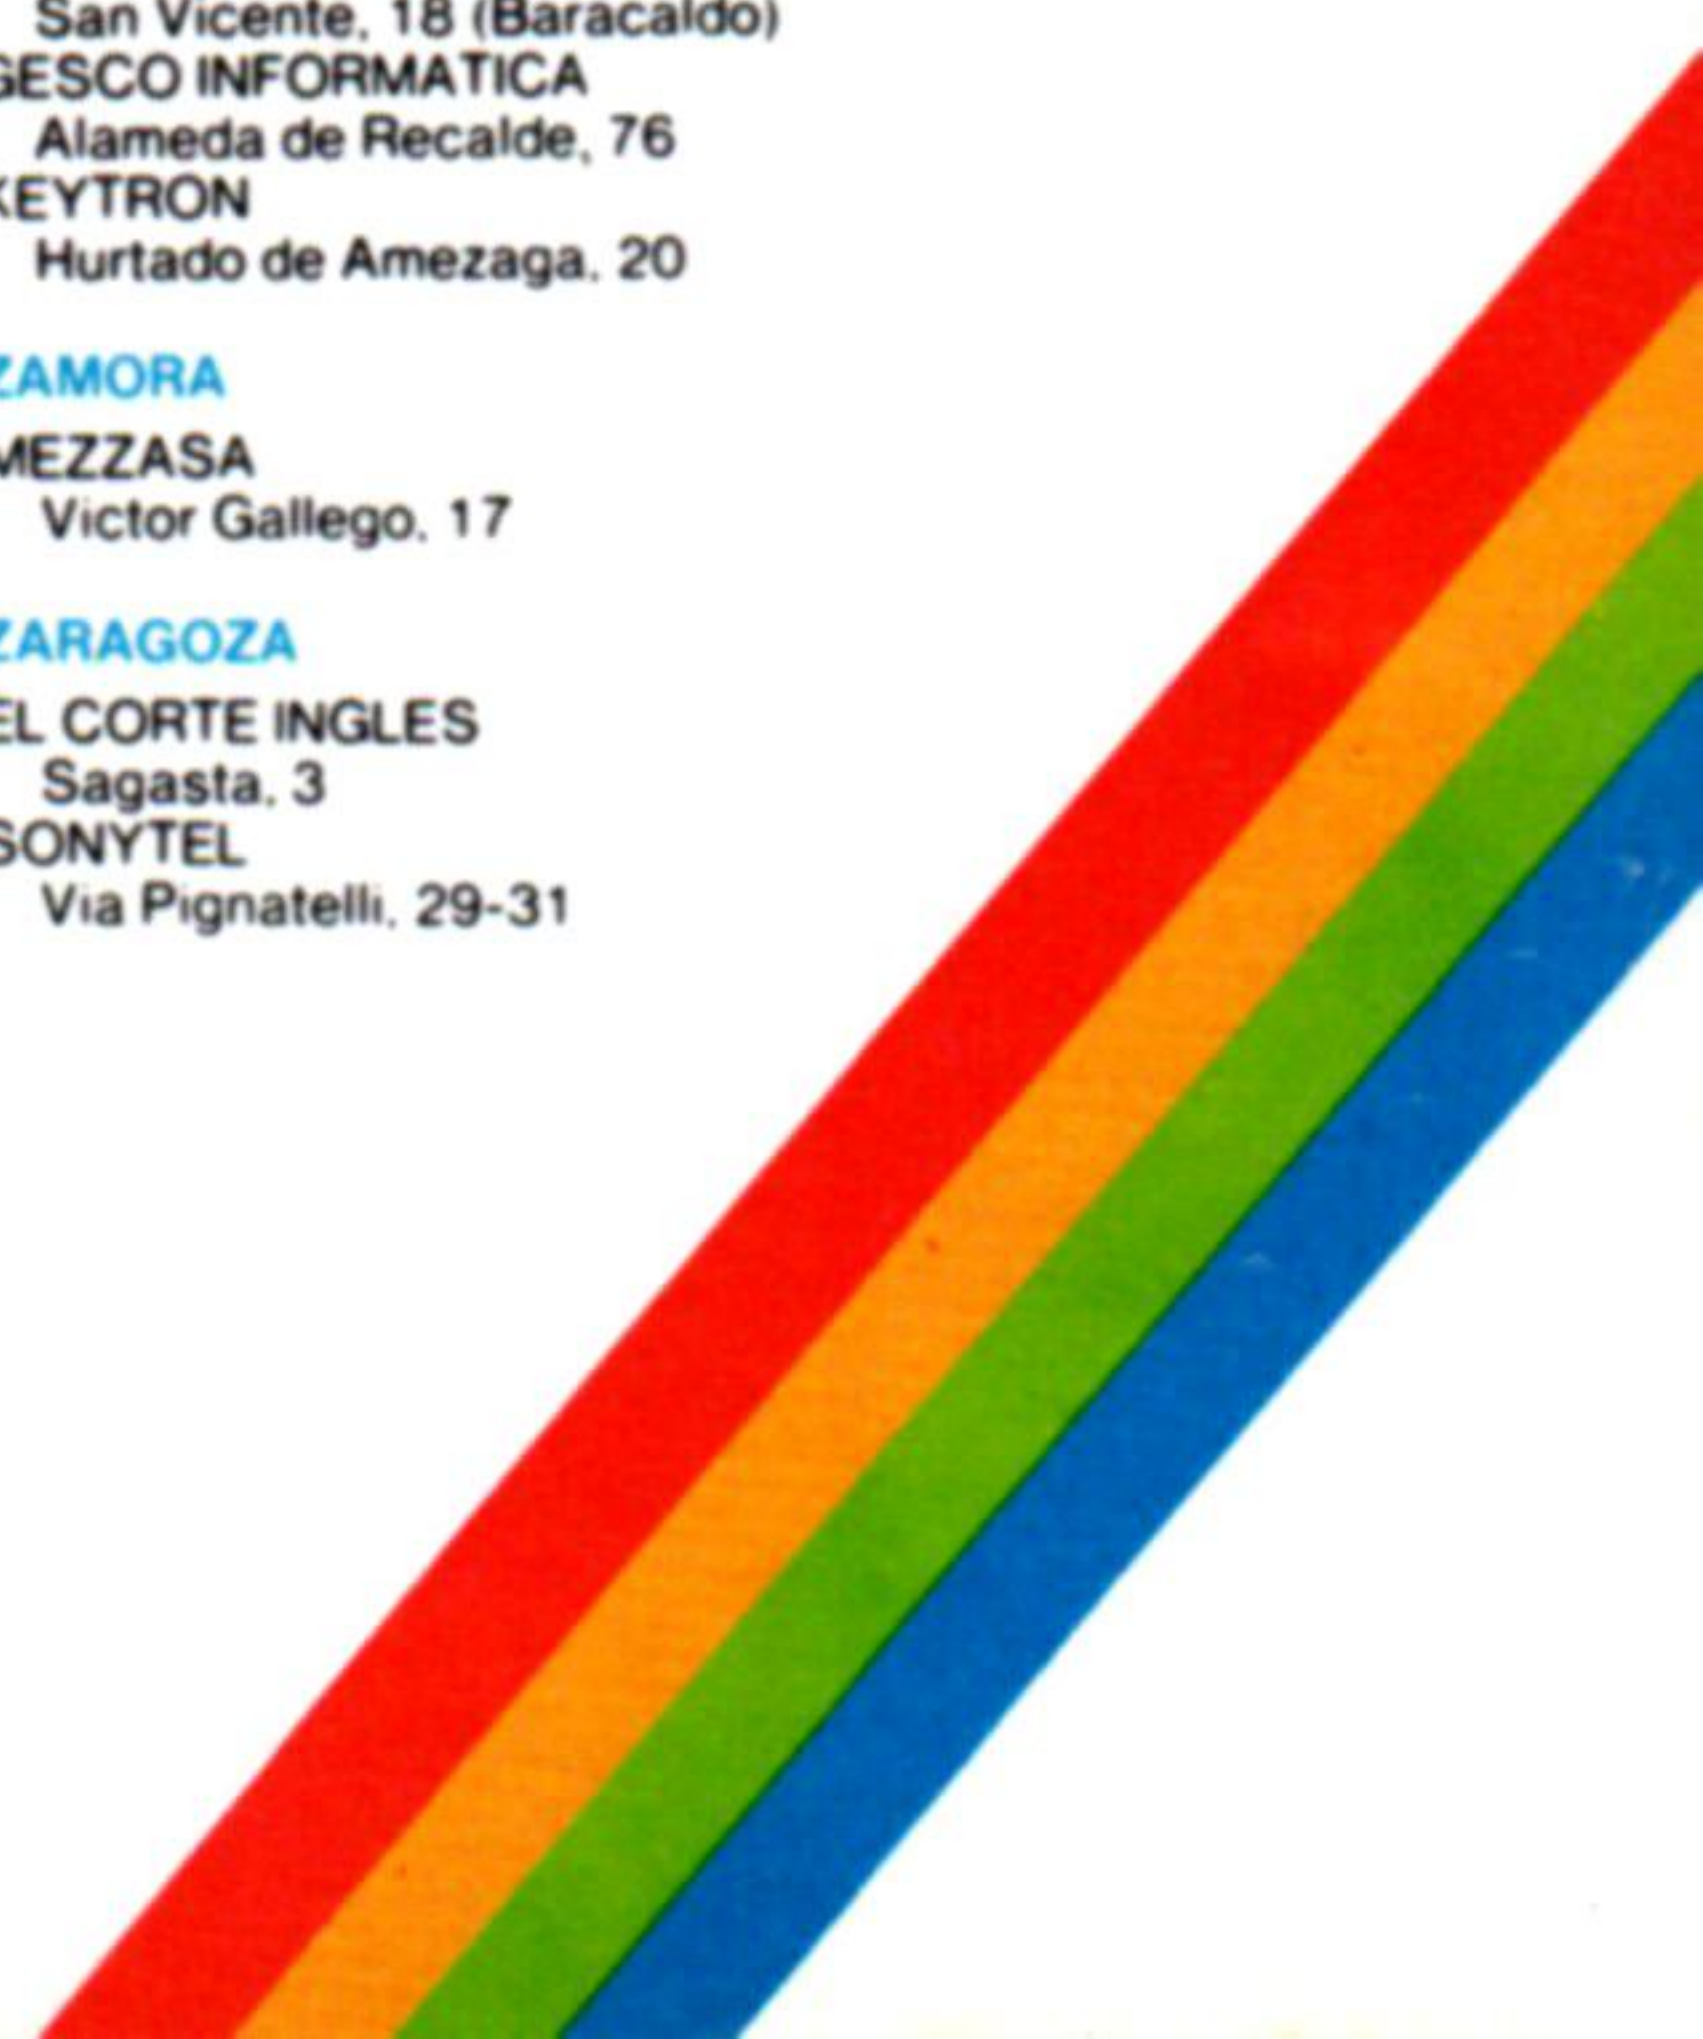 San Vicente, 18 (Baracaldo)
GESCO INFORMATICA
Alameda de Recalde, 76
KEYTRON
Hurtado de Amezaga, 20
ZAMORA
MEZZASA
Victor Gallego, 17
ZARAGOZA
EL CORTE INGLES
Sagasta, 3
SONYTEL
Via Pignatelli, 29-31